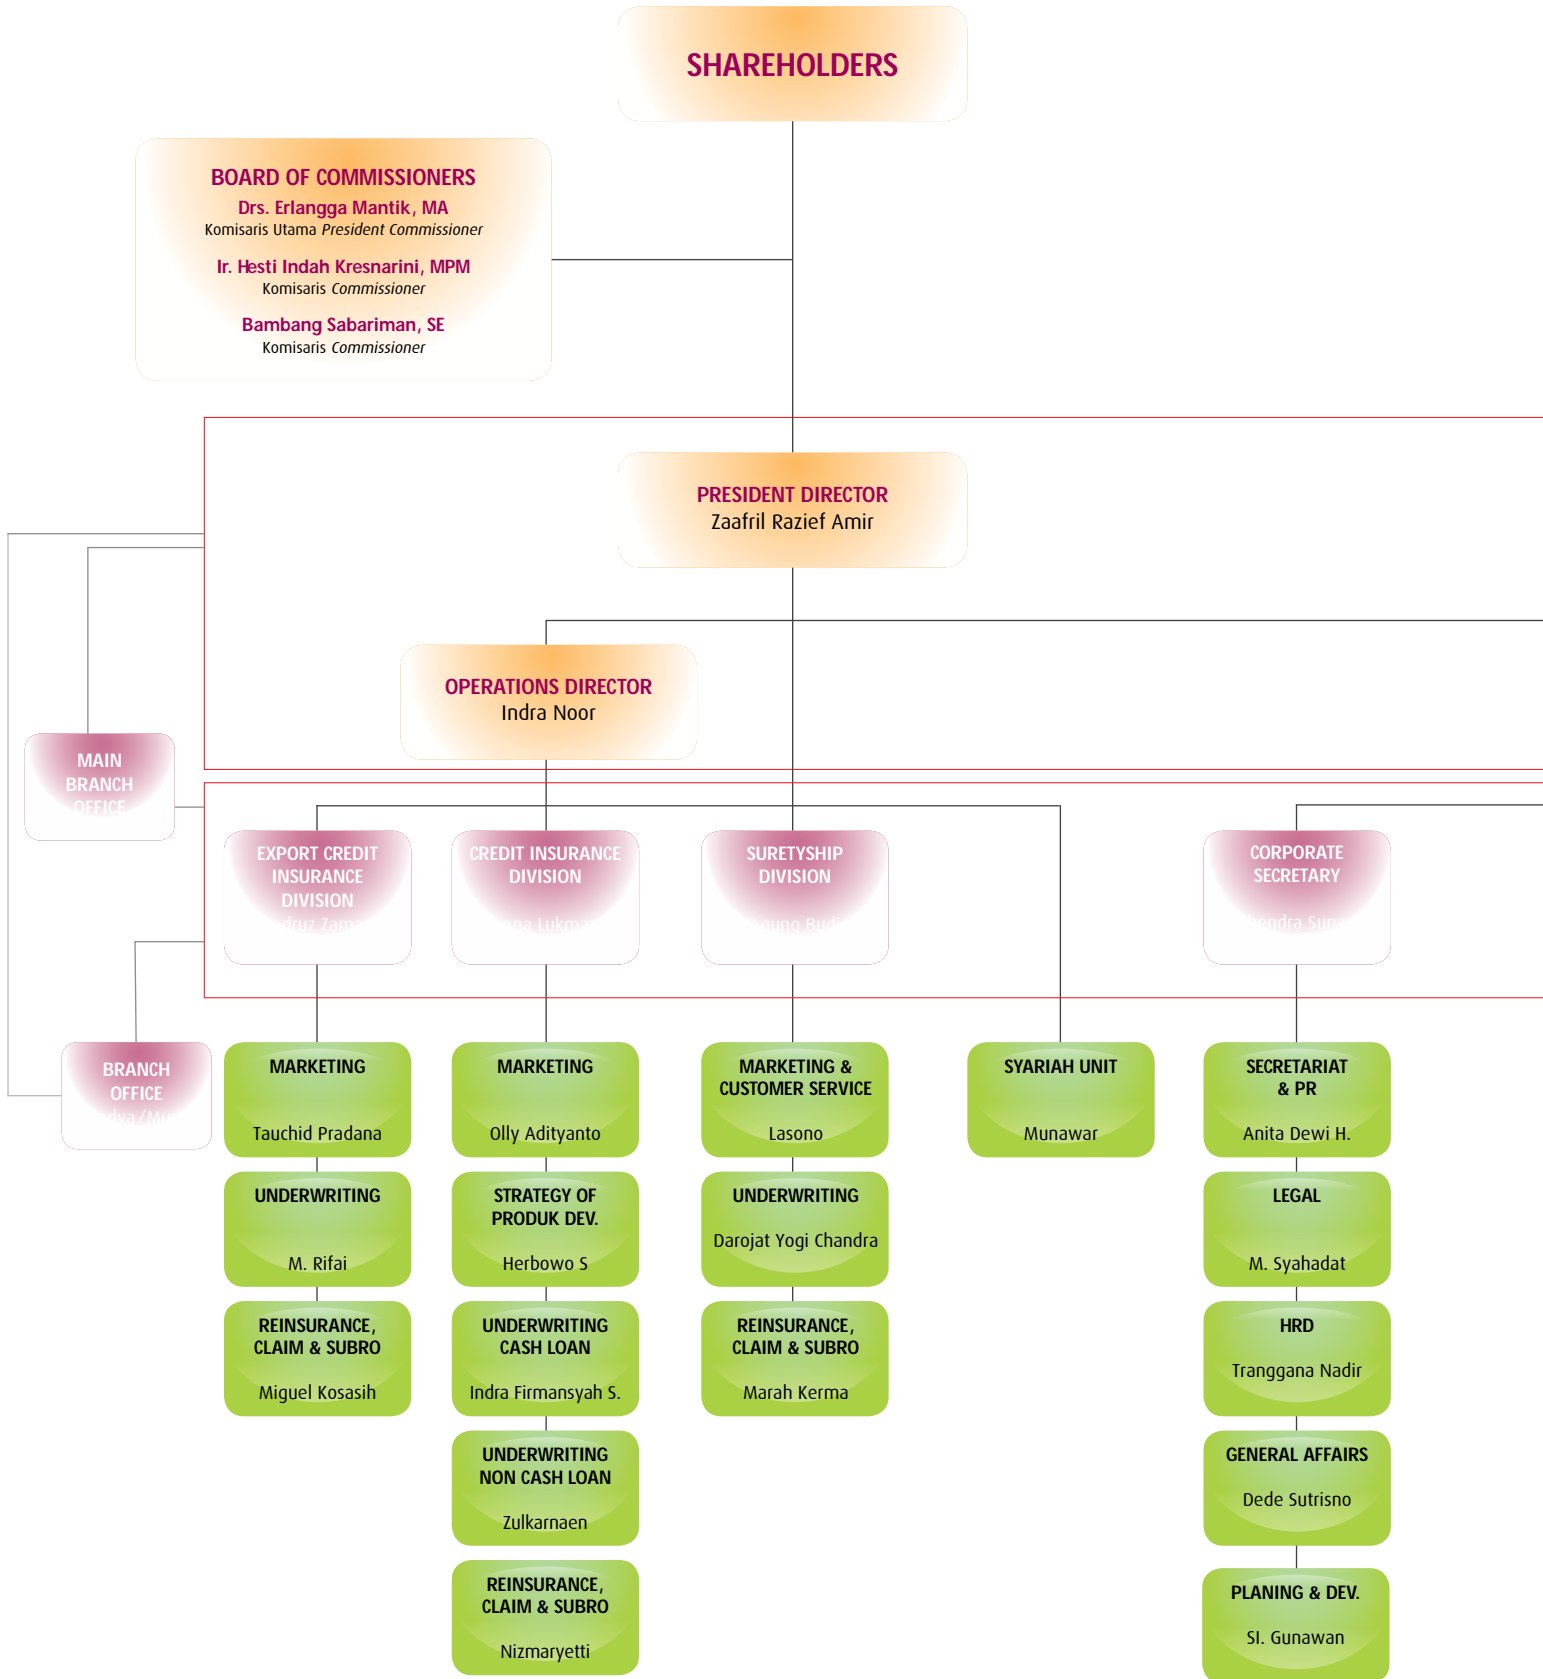 SHAREHOLDERS
BOARD OF COMMISSIONERS
Drs. Erlangga Mantik, MA
Komisaris Utama President Commissioner
Ir. Hesti Indah Kresnarini, MPM
Komisaris Commissioner
Bambang Sabariman, SE
Komisaris Commissioner
PRESIDENT DIRECTOR
Zaafril Razief Amir
OPERATIONS DIRECTOR
Indra Noor
MAIN
BRANCH
OFFICE
EXPORT CREDIT
INSURANCE
DIVISION
CREDIT INSURANCE
DIVISION
Lukma
SURETYSHIP
DIVISION
Agung Budi
CORPORATE
SECRETARY
BRANCH
OFFICE
MARKETING
Tauchid Pradana
UNDERWRITING
M. Rifai
REINSURANCE,
CLAIM & SUBRO
Miguel Kosasih
MARKETING
Olly Adityanto
STRATEGY OF
PRODUK DEV.
Herbowo S
UNDERWRITING
CASH LOAN
Indra Firmansyah S.
UNDERWRITING
NON CASH LOAN
Zulkarnaen
REINSURANCE,
CLAIM & SUBRO
Nizmaryetti
MARKETING &
CUSTOMER SERVICE
Lasono
UNDERWRITING
Darojat Yogi Chandra
REINSURANCE,
CLAIM & SUBRO
Marah Kerma
SYARIAH UNIT
Munawar
SECRETARIAT
& PR
Anita Dewi H.
LEGAL
M. Syahadat
HRD
Tranggana Nadir
GENERAL AFFAIRS
Dede Sutrisno
PLANING & DEV.
SI. Gunawan